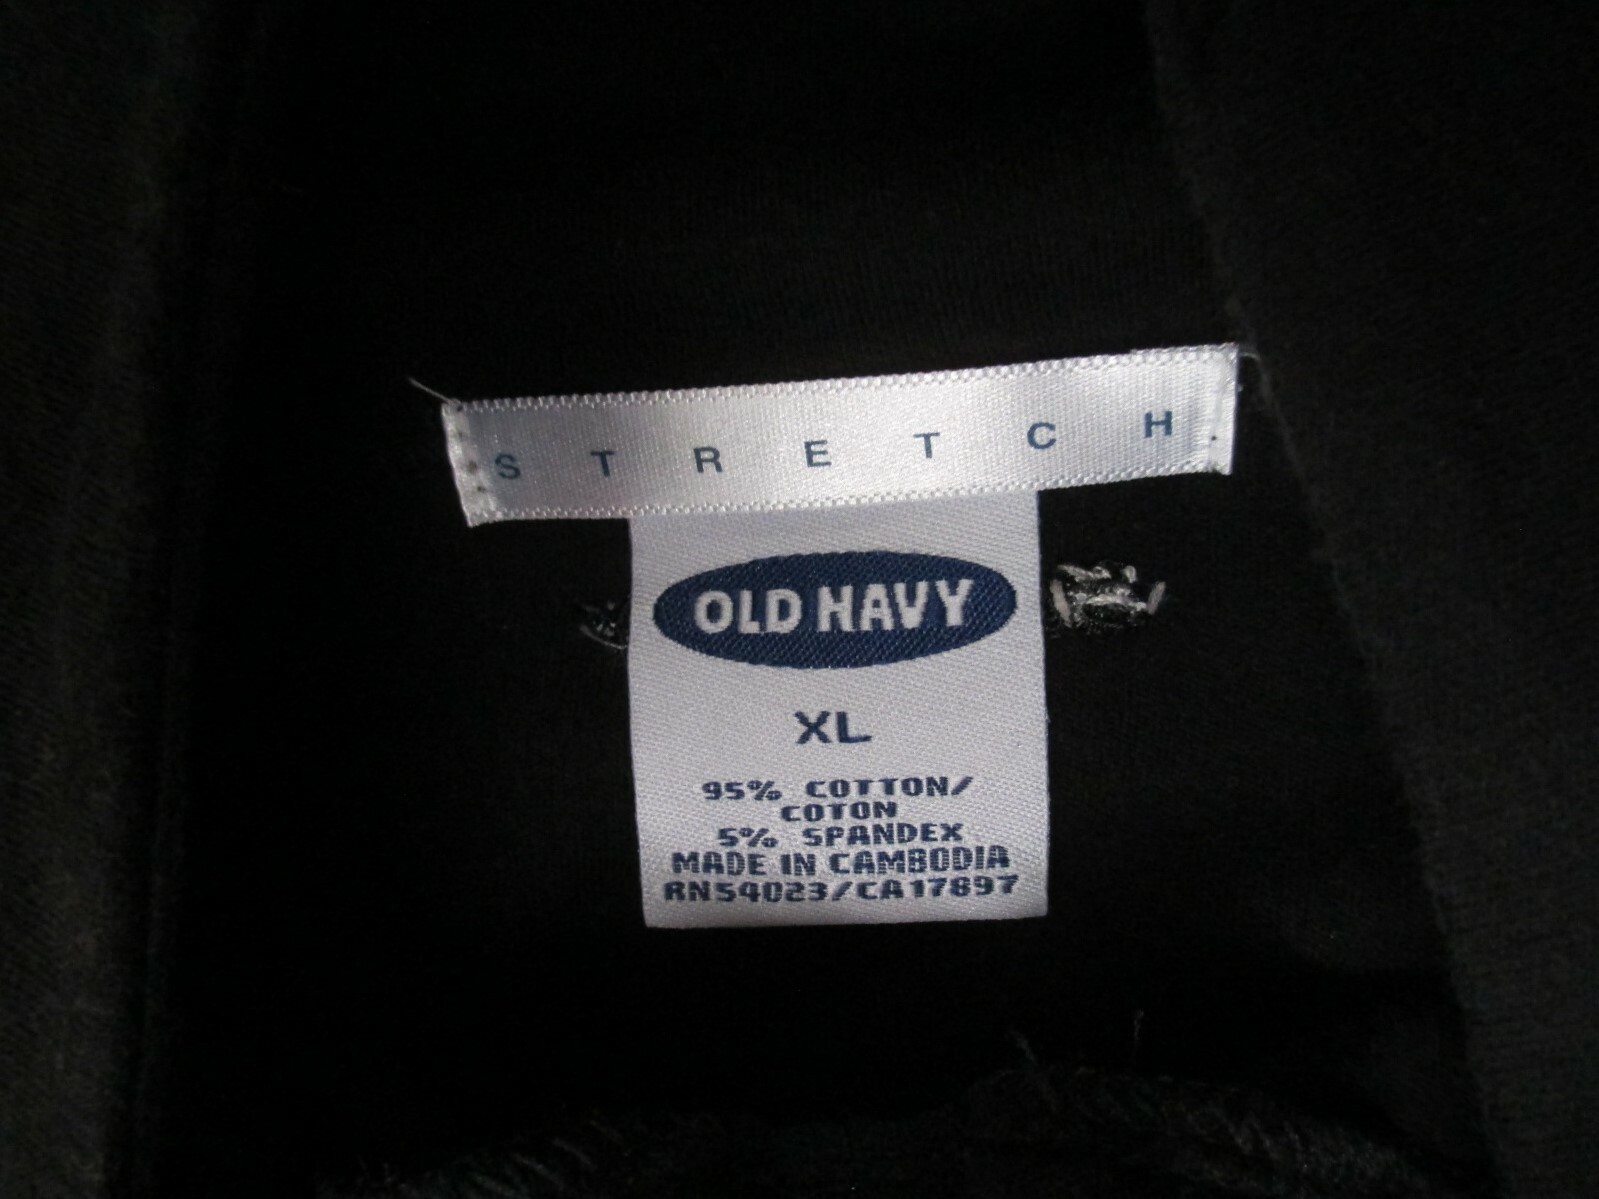 STRETCH
OLD NAVY
XL
95% COTTON/
COTON
5% SPANDEX
MADE IN CAMBODIA
RN54023/CA17897